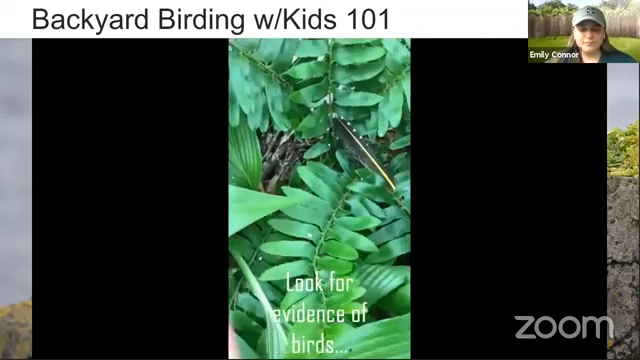 Backyard Birding w/Kids 101
Emily Connor
Look for
evidence of
birds...
zoom